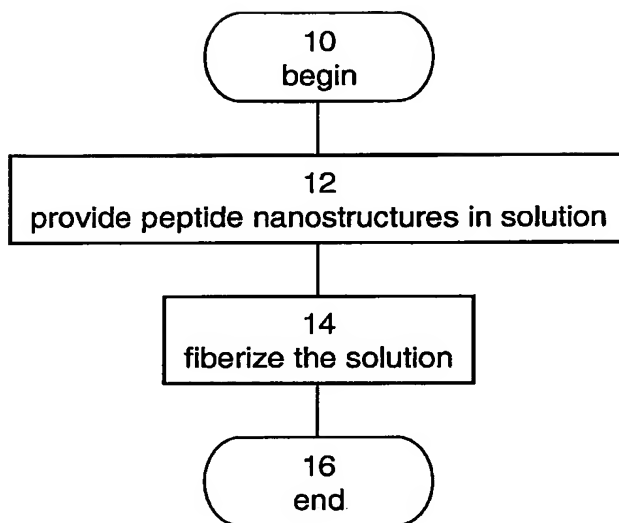 10
begin
12
provide peptide nanostructures in solution
14
fiberize the solution
16
end